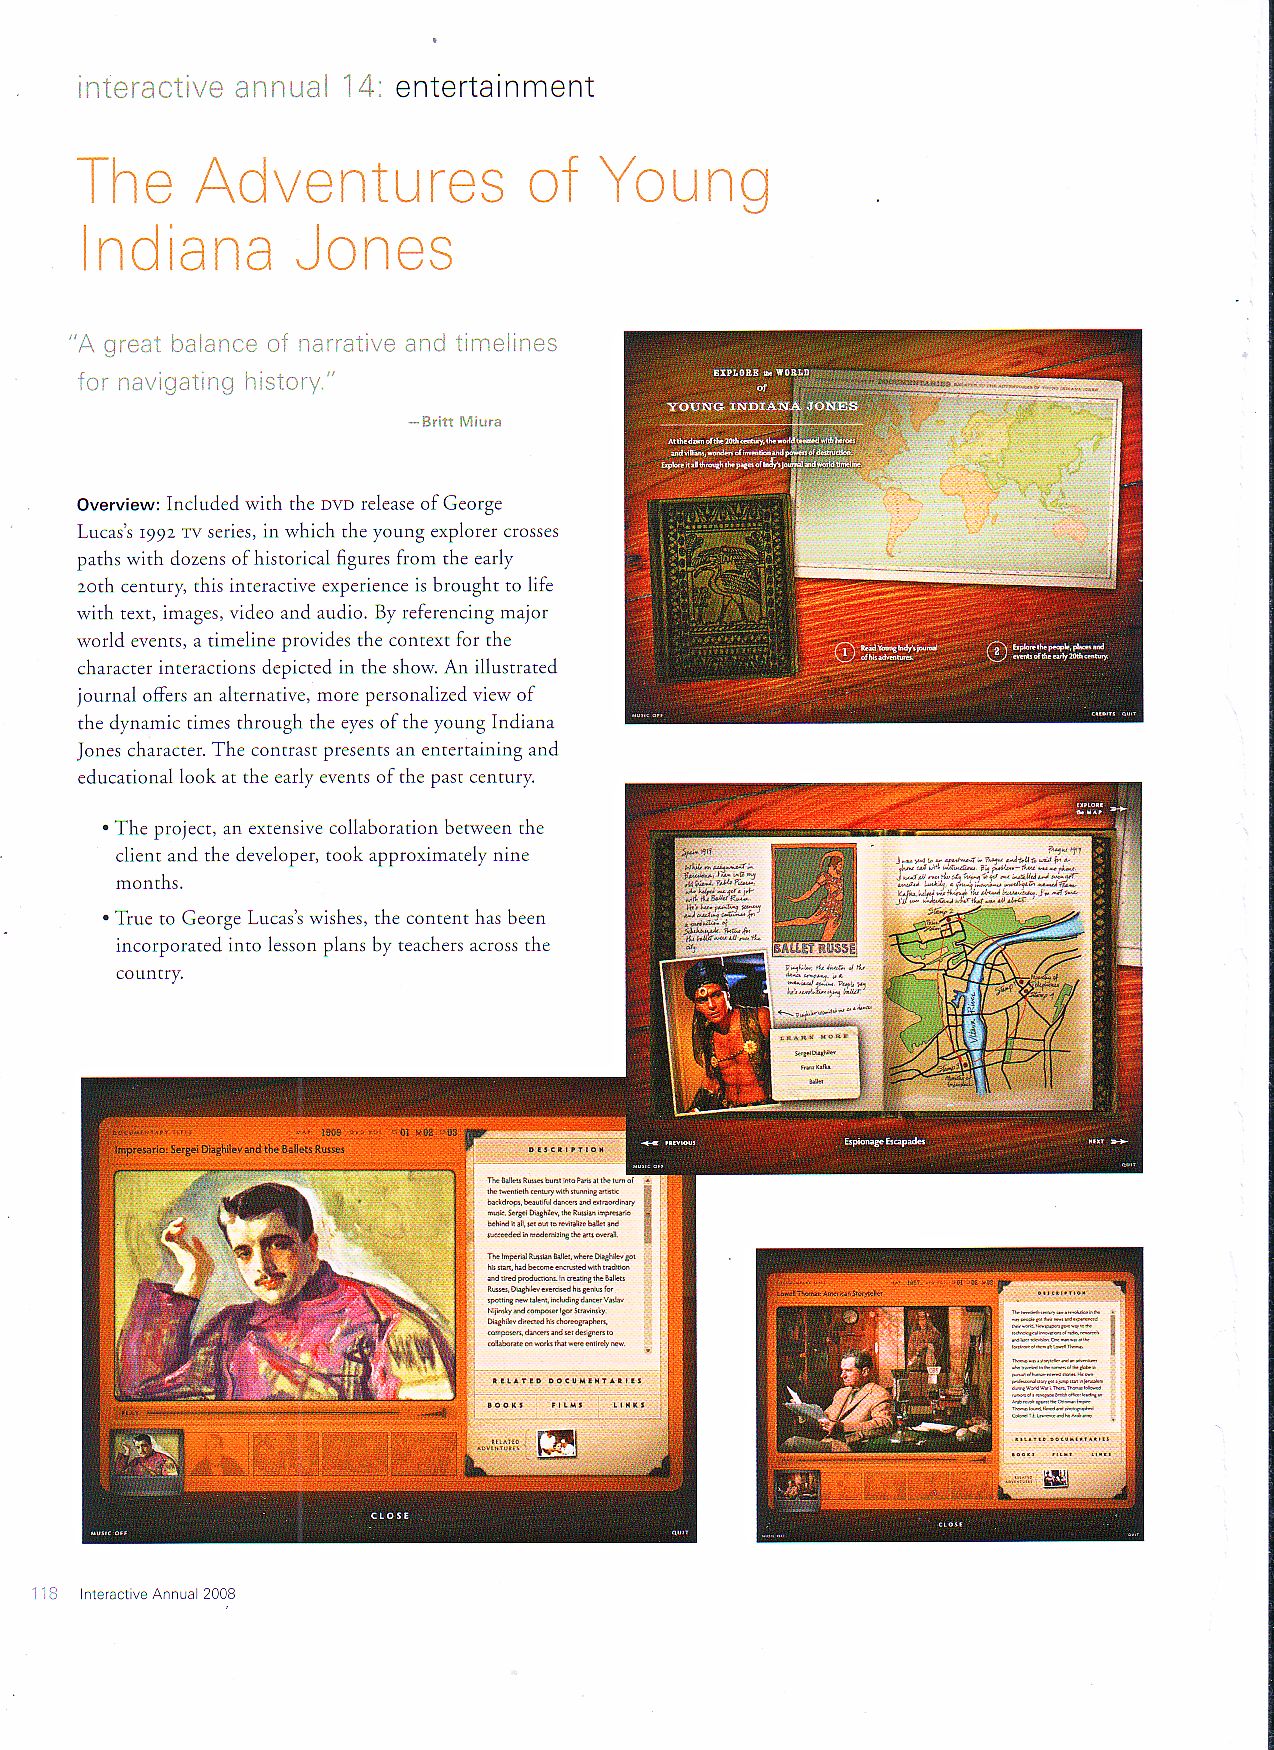 interactive annual 14: entertainment
The Adventures of Young
Indiana Jones
"A great balance of narrative and timelines
for navigating history."
—Britt Miura
Overview: Included with the DVD release of George
Lucas's 1992 TV series, in which the young explorer crosses
paths with dozens of historical figures from the early
20th century, this interactive experience is brought to life
with text, images, video and audio. By referencing major
world events, a timeline provides the context for the
character interactions depicted in the show. An illustrated
journal offers an alternative, more personalized view of
the dynamic times through the eyes of the young Indiana
Jones character. The contrast presents an entertaining and
educational look at the early events of the past century.
• The project, an extensive collaboration between the
client and the developer, took approximately nine
months.
• True to George Lucas's wishes, the content has been
incorporated into lesson plans by teachers across the
country.
EXPLORE the WORLD
of
YOUNG INDIANA JONES
At the dawn of the 20th century, the world teemed with heroes
and villians, wonders of invention and powers of destruction.
Explore it all through the pages of Indy's journal and world timeline.
1 Read Young Indy's journal
of his adventures.
2 Explore the people, places and
events of the early 20th century.
MUSIC OFF
CREDITS QUIT
EXPLORE
the MAP
Spain 1917
Prague 1917
BALLET RUSSE
LEARN MORE
Sergei Diaghilev
Franz Kafka
Ballet
PREVIOUS
Espionage Escapades
NEXT
MUSIC OFF
QUIT
1909
01 02 03
Impresario: Sergei Diaghilev and the Ballets Russes
DESCRIPTION
The Ballets Russes burst into Paris at the turn of
the twentieth century with stunning artistic
backdrops, beautiful dancers and extraordinary
music. Sergei Diaghilev, the Russian impresario
behind it all, set out to revitalize ballet and
succeeded in modernizing the arts overall.
The Imperial Russian Ballet, where Diaghilev got
his start, had become encrusted with tradition
and tired productions. In creating the Ballets
Russes, Diaghilev exercised his genius for
spotting new talent, including dancer Vaslav
Nijinsky and composer Igor Stravinsky.
Diaghilev directed his choreographers,
composers, dancers and set designers to
collaborate on works that were entirely new.
RELATED DOCUMENTARIES
BOOKS FILMS LINKS
RELATED
ADVENTURES
PLAY
CLOSE
MUSIC OFF
QUIT
Lowell Thomas: American Storyteller
DESCRIPTION
RELATED DOCUMENTARIES
BOOKS FILMS LINKS
CLOSE
118 Interactive Annual 2008